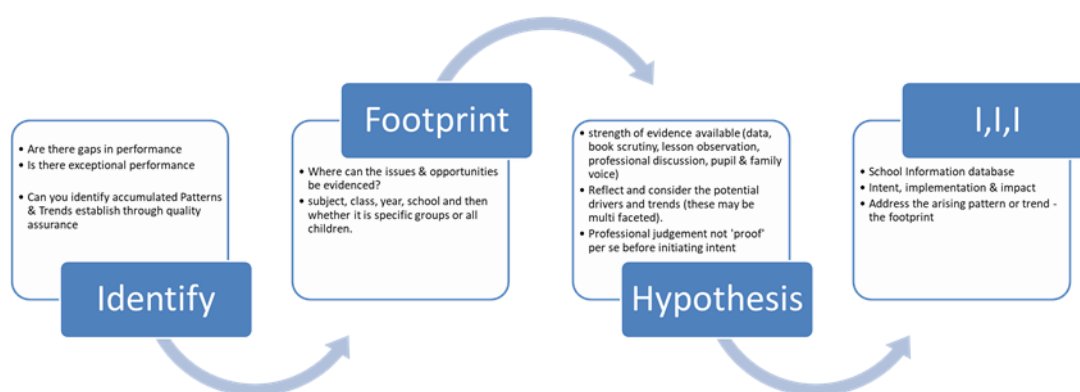 • Are there gaps in performance
• Is there exceptional performance
• Can you identify accumulated Patterns
& Trends establish through quality
assurance
Identify
Footprint
• Where can the issues & opportunities
be evidenced?
• subject, class, year, school and then
whether it is specific groups or all
children.
• strength of evidence available (data,
book scrutiny, lesson observation,
professional discussion, pupil & family
voice)
• Reflect and consider the potential
drivers and trends (these may be
multi faceted).
• Professional judgement not 'proof'
per se before initiating intent
Hypothesis
I,I,I
• School Information database
• Intent, implementation & impact
• Address the arising pattern or trend -
the footprint